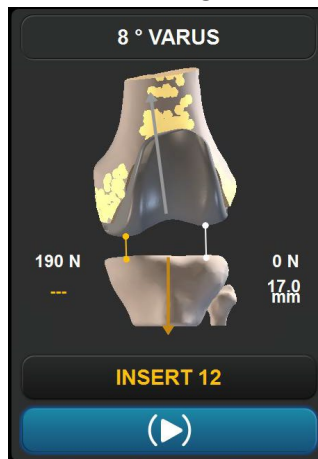 8 ° VARUS
190 N
0 N
---
17.0
mm
INSERT 12